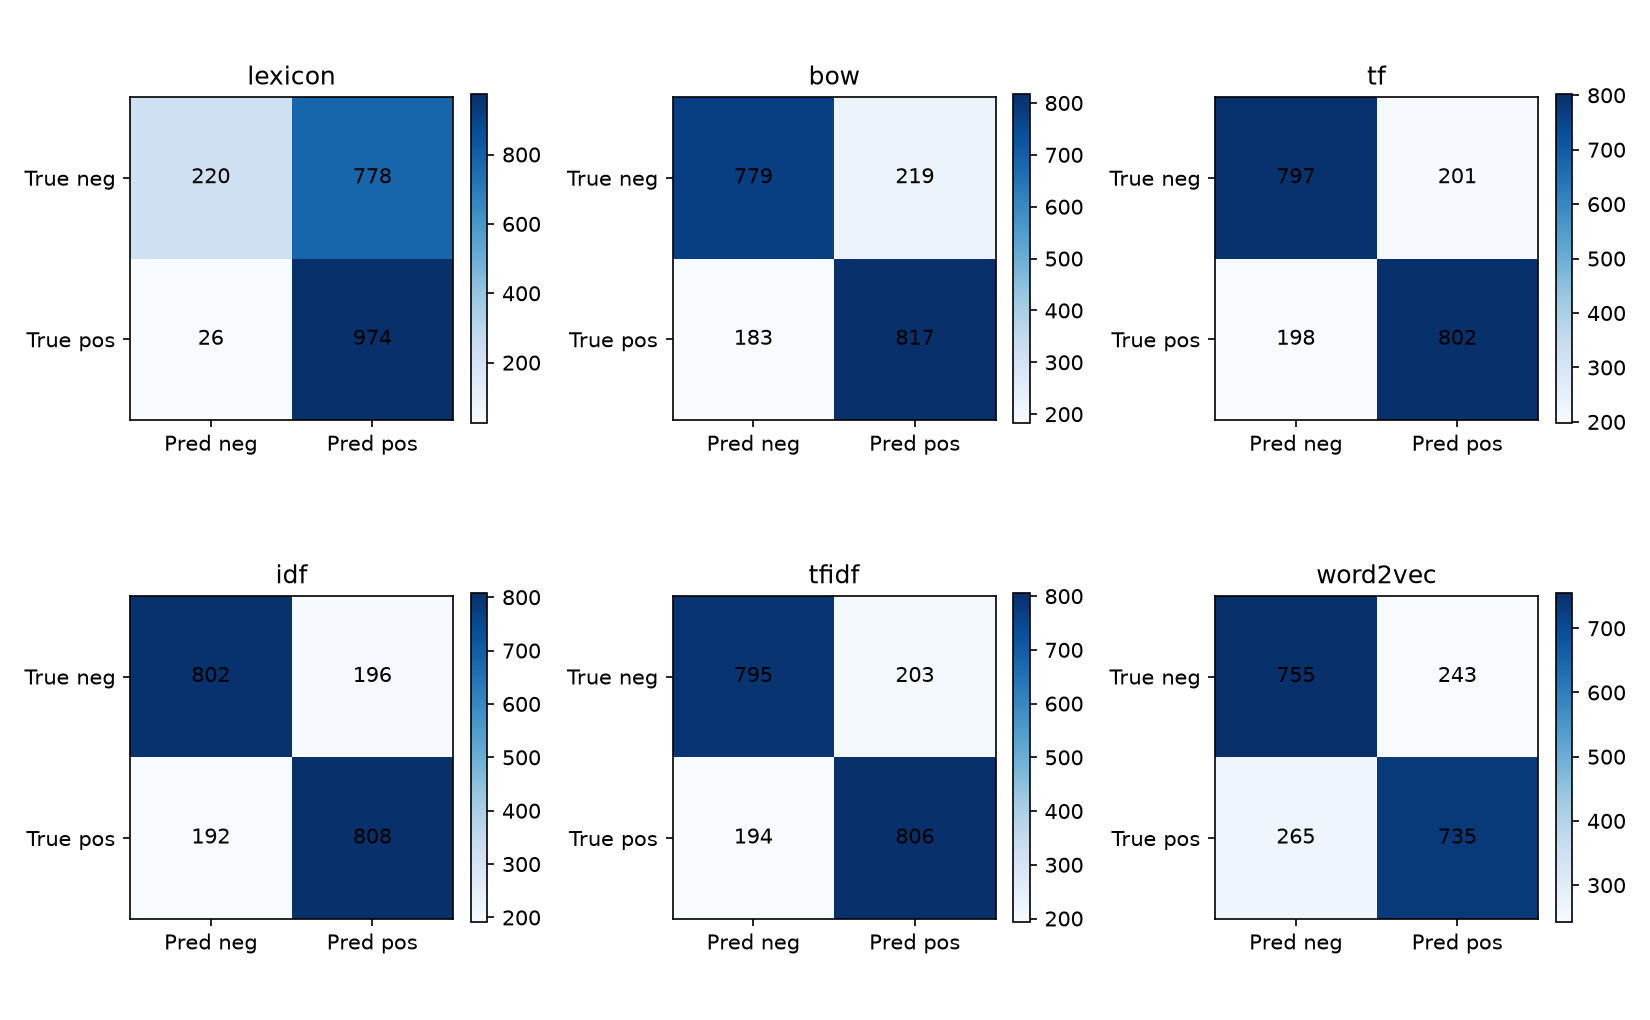 lexicon
True neg
220
778
True pos
26
974
Pred neg
Pred pos
800
600
400
200
bow
True neg
779
219
True pos
183
817
Pred neg
Pred pos
800
700
600
500
400
300
200
tf
True neg
797
201
True pos
198
802
Pred neg
Pred pos
800
700
600
500
400
300
200
idf
True neg
802
196
True pos
192
808
Pred neg
Pred pos
800
700
600
500
400
300
200
tfidf
True neg
795
203
True pos
194
806
Pred neg
Pred pos
800
700
600
500
400
300
200
word2vec
True neg
755
243
True pos
265
735
Pred neg
Pred pos
700
600
500
400
300